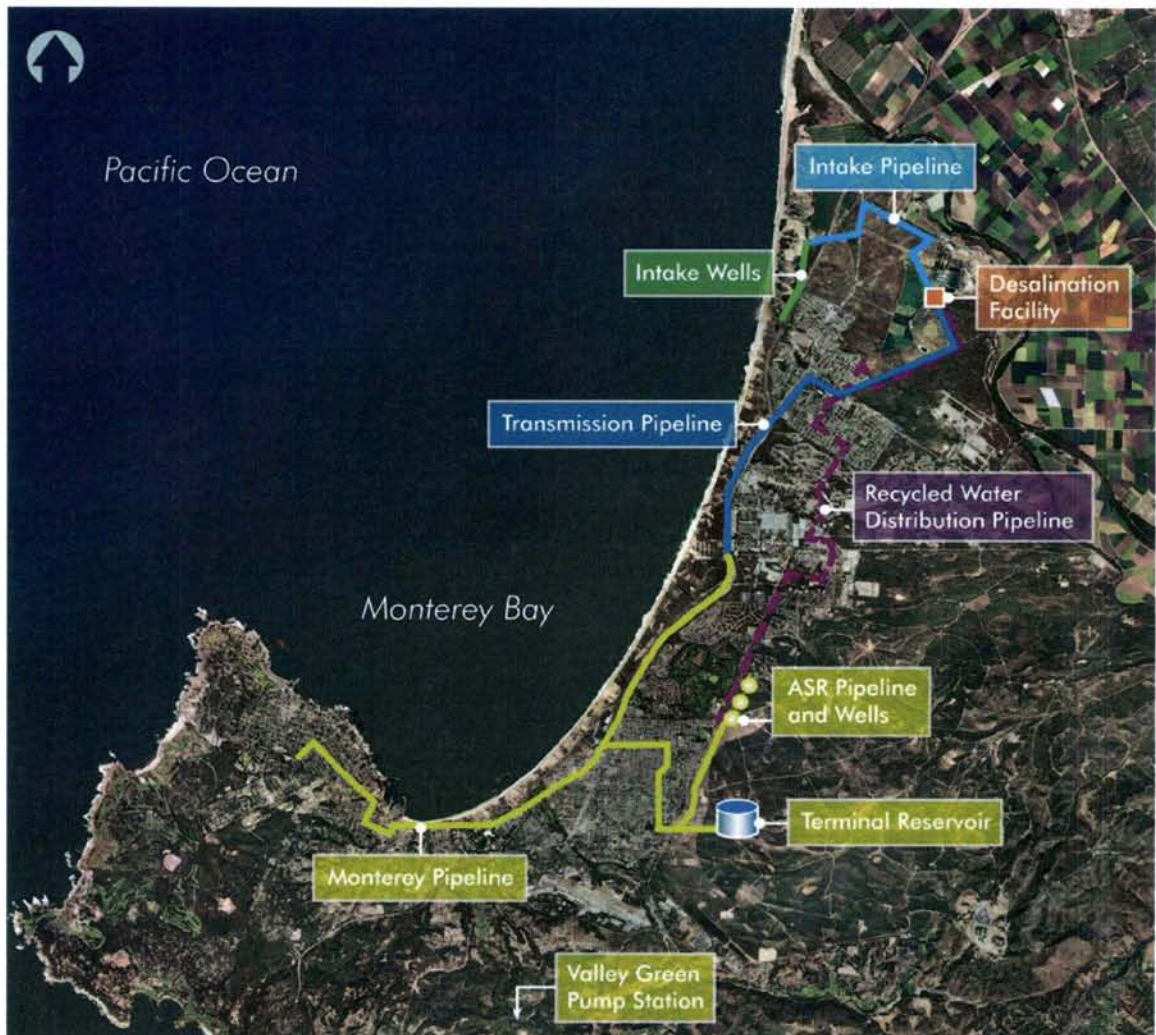 Pacific Ocean
Intake Pipeline
Intake Wells
Desalination
Facility
Transmission Pipeline
Recycled Water
Distribution Pipeline
Monterey Bay
ASR Pipeline
and Wells
Terminal Reservoir
Monterey Pipeline
Valley Green
Pump Station